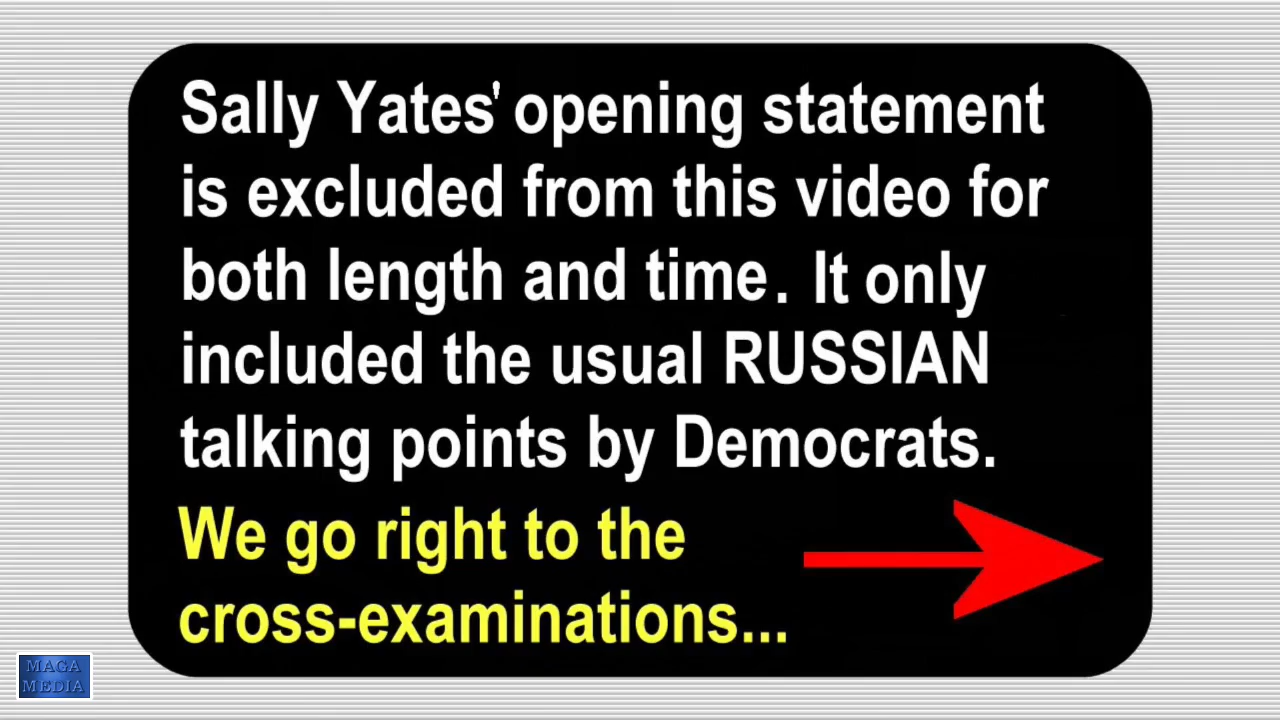 Sally Yates' opening statement
is excluded from this video for
both length and time. It only
included the usual RUSSIAN
talking points by Democrats.
We go right to the
cross-examinations...
MAGA
MEDIA